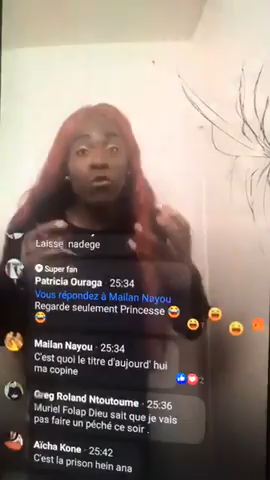 Laisse nadege
Super fan
Patricia Ouraga · 25:34
Vous répondez à Mailan Nayou
Regarde seulement Princesse 😂
😂
Mailan Nayou · 25:34
C'est quoi le titre d'aujourd' hui
ma copine
2
Greg Roland Ntoutoume · 25:36
Muriel Folap Dieu sait que je vais
pas faire un péché ce soir .
Aïcha Kone · 25:42
C'est la prison hein ana